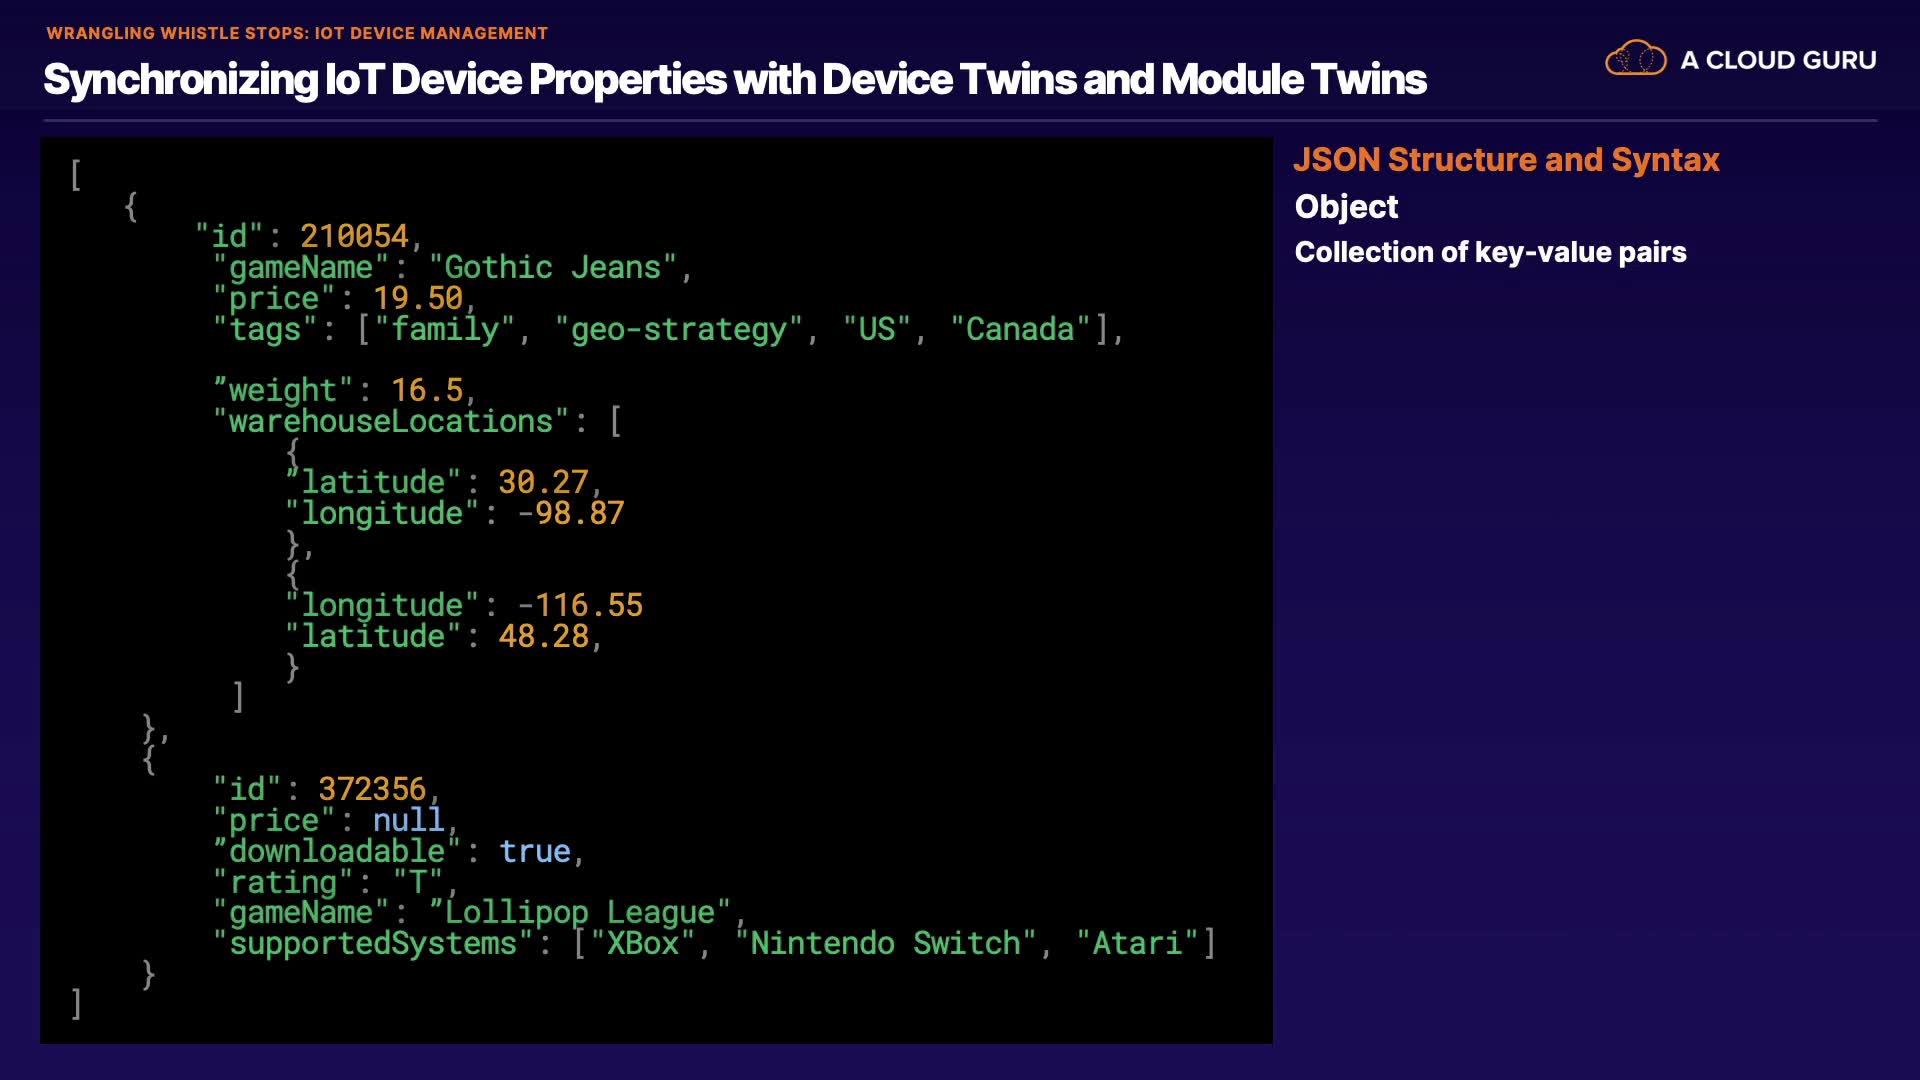 WRANGLING WHISTLE STOPS: IOT DEVICE MANAGEMENT
Synchronizing IoT Device Properties with Device Twins and Module Twins
A CLOUD GURU
[
{
"id": 210054,
"gameName": "Gothic Jeans",
"price": 19.50,
"tags": ["family", "geo-strategy", "US", "Canada"],
”weight": 16.5,
"warehouseLocations": [
{
”latitude": 30.27,
"longitude": -98.87
},
{
"longitude": -116.55
"latitude": 48.28,
}
]
},
{
"id": 372356,
"price": null,
”downloadable": true,
"rating": "T",
"gameName": ”Lollipop League",
"supportedSystems": ["XBox", "Nintendo Switch", "Atari"]
}
]
JSON Structure and Syntax
Object
Collection of key-value pairs